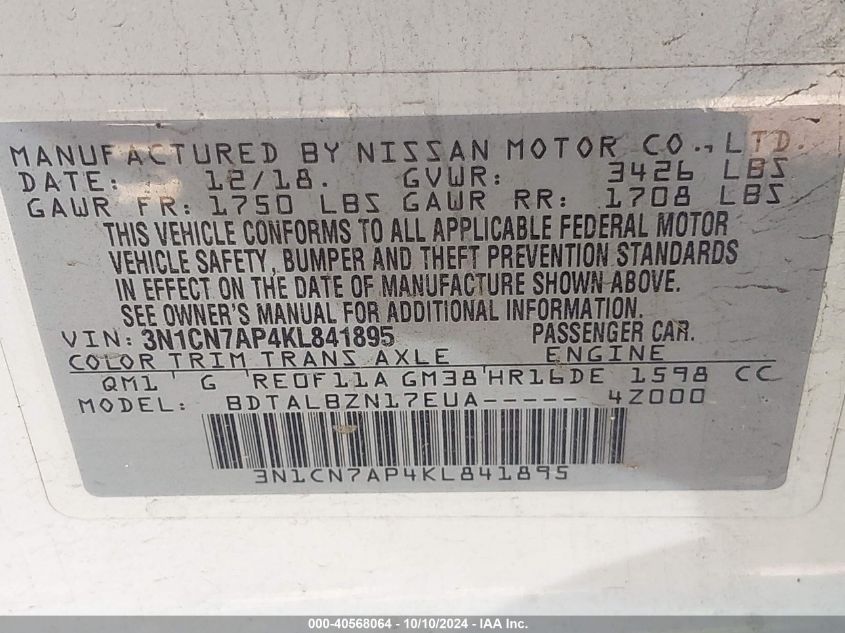 MANUFACTURED BY NISSAN MOTOR CO., LTD.
DATE: 12/18. GVWR: 3426 LBS
GAWR FR: 1750 LBS GAWR RR: 1708 LBS
THIS VEHICLE CONFORMS TO ALL APPLICABLE FEDERAL MOTOR
VEHICLE SAFETY, BUMPER AND THEFT PREVENTION STANDARDS
IN EFFECT ON THE DATE OF MANUFACTURE SHOWN ABOVE.
SEE OWNER'S MANUAL FOR ADDITIONAL INFORMATION.
VIN: 3N1CN7AP4KL841895 PASSENGER CAR.
COLOR TRIM TRANS AXLE ENGINE
QM1 G RE0F11A GM38 HR16DE 1598 CC
MODEL: BDTALBZN17EUA----- 4Z000
3N1CN7AP4KL841895
000-40568064 - 10/10/2024 - IAA Inc.